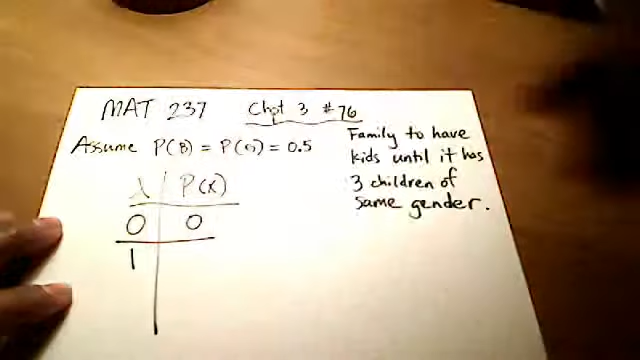 MAT 237 Chpt 3 #76
Assume P(B) = P(G) = 0.5
Family to have
kids until it has
3 children of
same gender.
X P(X)
0 0
1